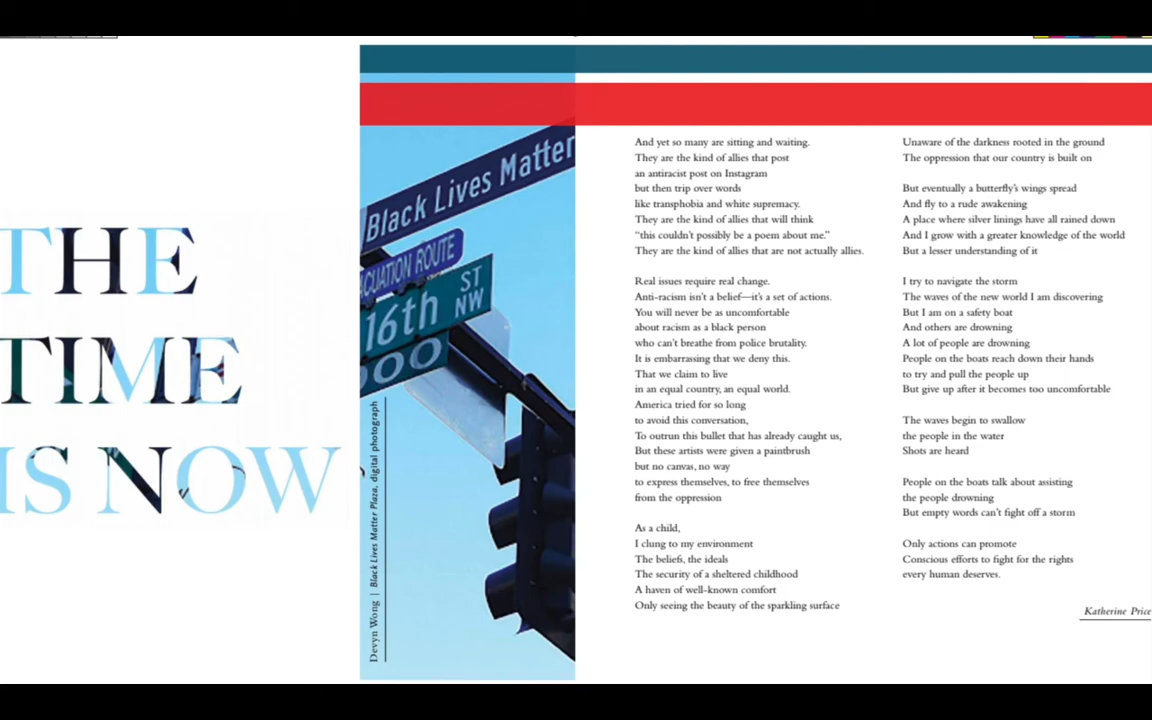 THE
TIME
IS NOW
Black Lives Matter
ACUATION ROUTE
16th ST NW
00
Devyn Wong | Black Lives Matter Plaza, digital photograph
And yet so many are sitting and waiting.
They are the kind of allies that post
an antiracist post on Instagram
but then trip over words
like transphobia and white supremacy.
They are the kind of allies that will think
“this couldn’t possibly be a poem about me.”
They are the kind of allies that are not actually allies.
Real issues require real change.
Anti-racism isn’t a belief—it’s a set of actions.
You will never be as uncomfortable
about racism as a black person
who can’t breathe from police brutality.
It is embarrassing that we deny this.
That we claim to live
in an equal country, an equal world.
America tried for so long
to avoid this conversation,
To outrun this bullet that has already caught us,
But these artists were given a paintbrush
but no canvas, no way
to express themselves, to free themselves
from the oppression
As a child,
I clung to my environment
The beliefs, the ideals
The security of a sheltered childhood
A haven of well-known comfort
Only seeing the beauty of the sparkling surface
Unaware of the darkness rooted in the ground
The oppression that our country is built on
But eventually a butterfly’s wings spread
And fly to a rude awakening
A place where silver linings have all rained down
And I grow with a greater knowledge of the world
But a lesser understanding of it
I try to navigate the storm
The waves of the new world I am discovering
But I am on a safety boat
And others are drowning
A lot of people are drowning
People on the boats reach down their hands
to try and pull the people up
But give up after it becomes too uncomfortable
The waves begin to swallow
the people in the water
Shots are heard
People on the boats talk about assisting
the people drowning
But empty words can’t fight off a storm
Only actions can promote
Conscious efforts to fight for the rights
every human deserves.
Katherine Price